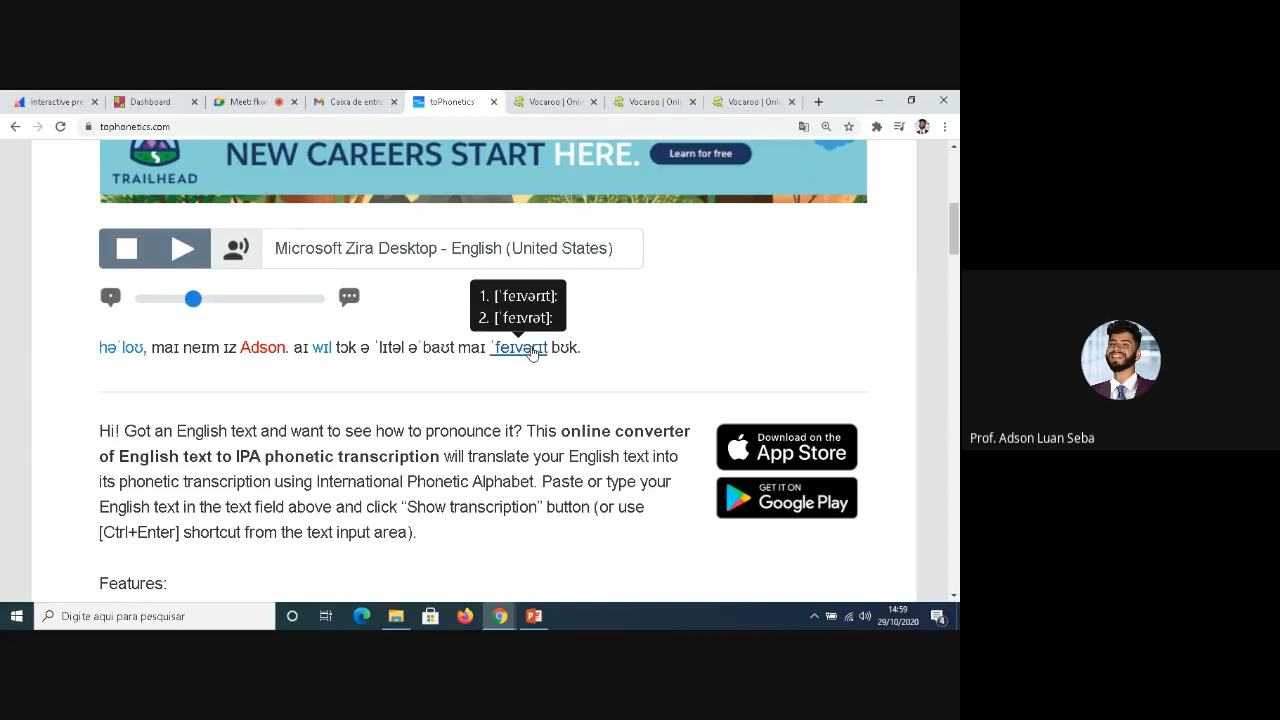 Interactive pre
Dashboard
Meet: fkw
Caixa de entra
toPhonetics
Vocaroo | Onli
Vocaroo | Onli
Vocaroo | Onli
tophonetics.com
TRAILHEAD
NEW CAREERS START HERE.
Learn for free
Microsoft Zira Desktop - English (United States)
1. [ˈfeɪvərɪt]:
2. [ˈfeɪvrət]:
həˈloʊ, maɪ neɪm ɪz Adson. aɪ wɪl tɔk ə ˈlɪtəl əˈbaʊt maɪ ˈfeɪvərɪt bʊk.
Hi! Got an English text and want to see how to pronounce it? This online converter
of English text to IPA phonetic transcription will translate your English text into
its phonetic transcription using International Phonetic Alphabet. Paste or type your
English text in the text field above and click “Show transcription” button (or use
[Ctrl+Enter] shortcut from the text input area).
Download on the
App Store
GET IT ON
Google Play
Features:
Prof. Adson Luan Seba
Digite aqui para pesquisar
14:59
29/10/2020
4